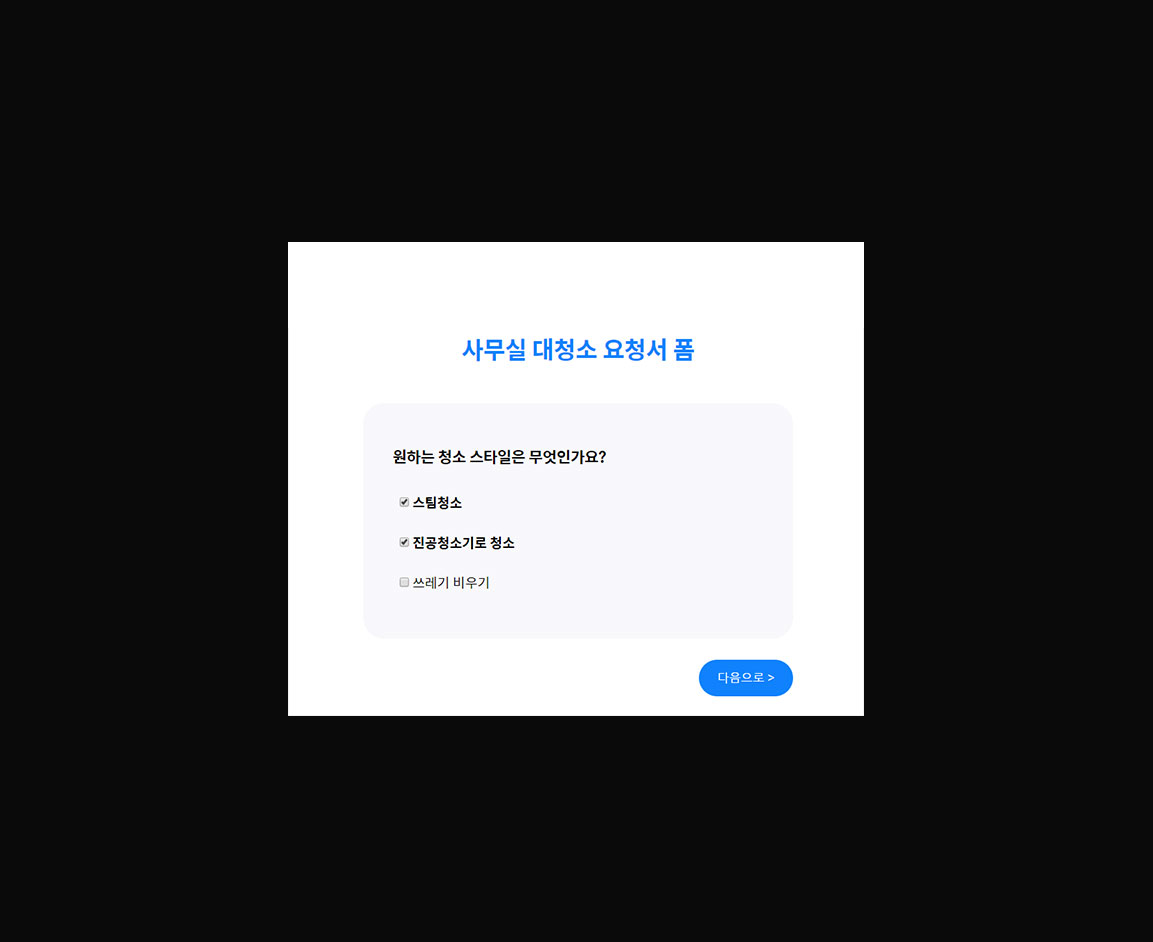 사무실 대청소 요청서 폼
원하는 청소 스타일은 무엇인가요?
스팀청소
진공청소기로 청소
쓰레기 비우기
다음으로 >